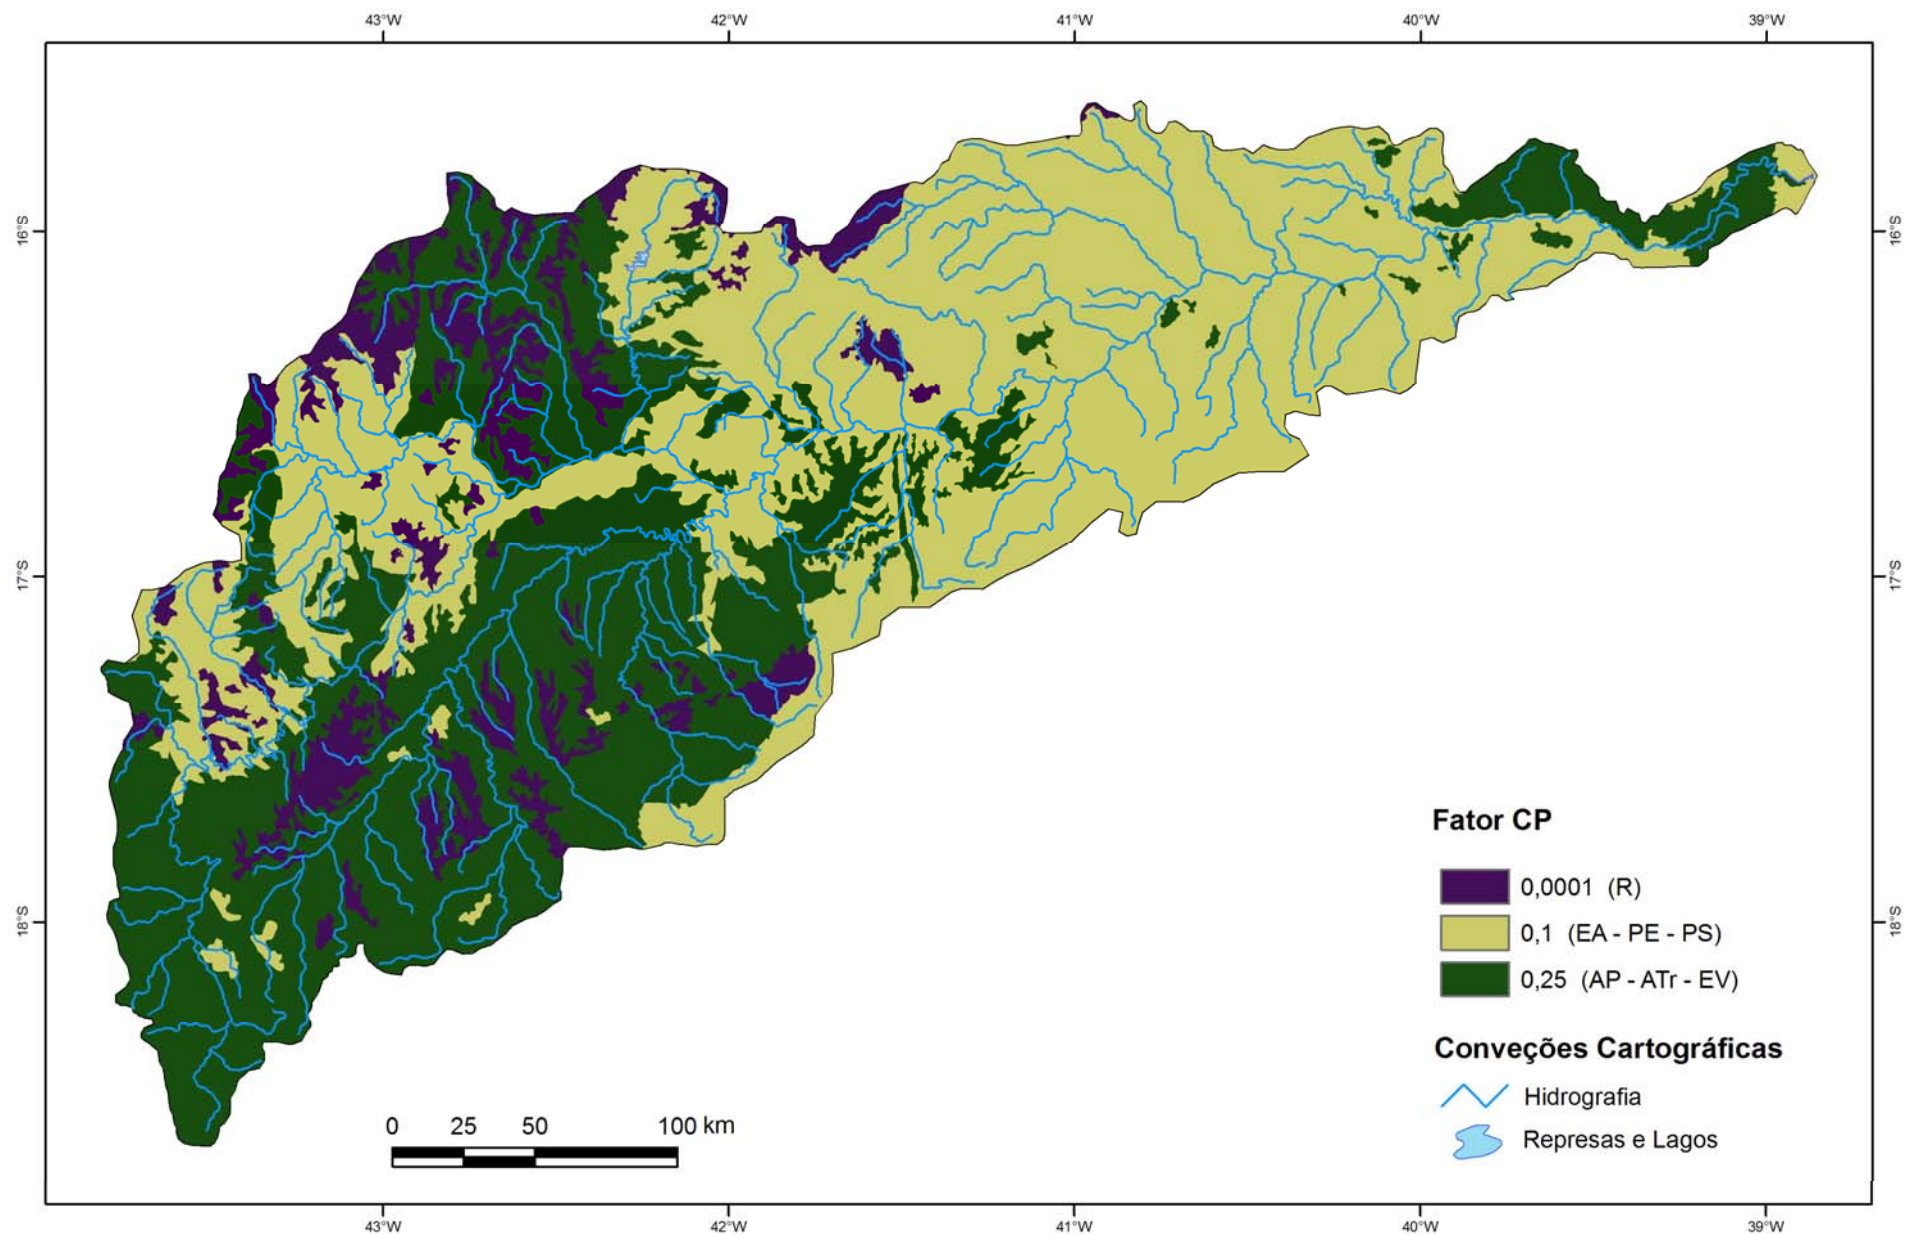 43°W 42°W 41°W 40°W 39°W
16°S 16°S
17°S 17°S
Fator CP
0,0001 (R)
18°S 0,1 (EA - PE - PS) 18°S
0,25 (AP - ATr - EV)
Conveções Cartográficas
Hidrografia
0 25 50 100 km
Represas e Lagos
43°W 42°W 41°W 40°W 39°W